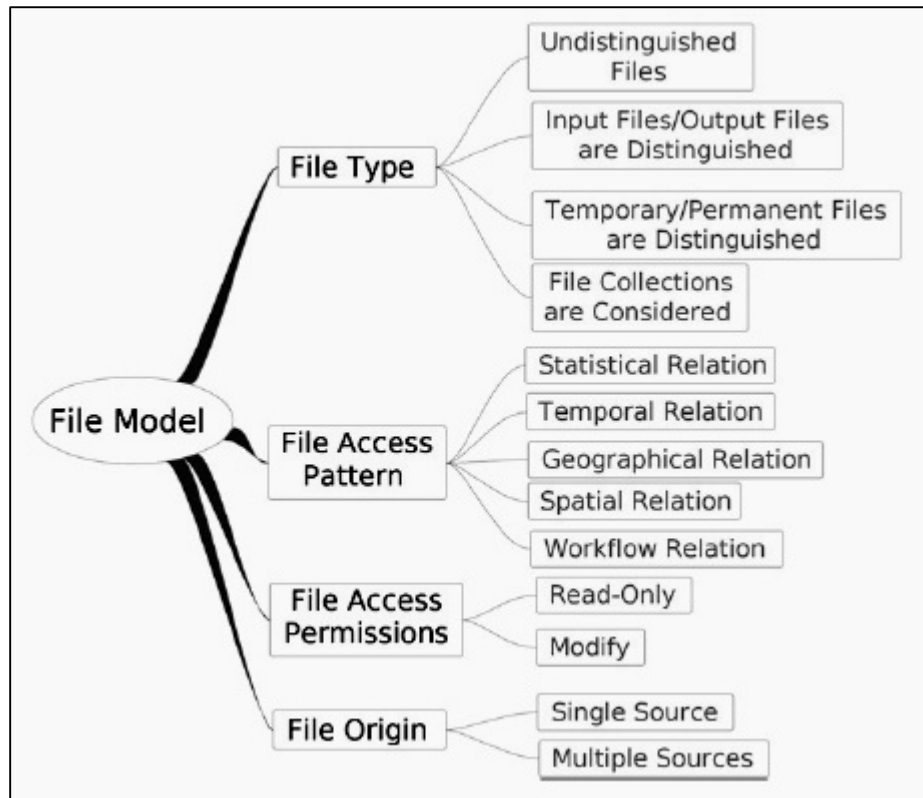 File Model
File Type
Undistinguished
Files
Input Files/Output Files
are Distinguished
Temporary/Permanent Files
are Distinguished
File Collections
are Considered
File Access
Pattern
Statistical Relation
Temporal Relation
Geographical Relation
Spatial Relation
Workflow Relation
File Access
Permissions
Read-Only
Modify
File Origin
Single Source
Multiple Sources